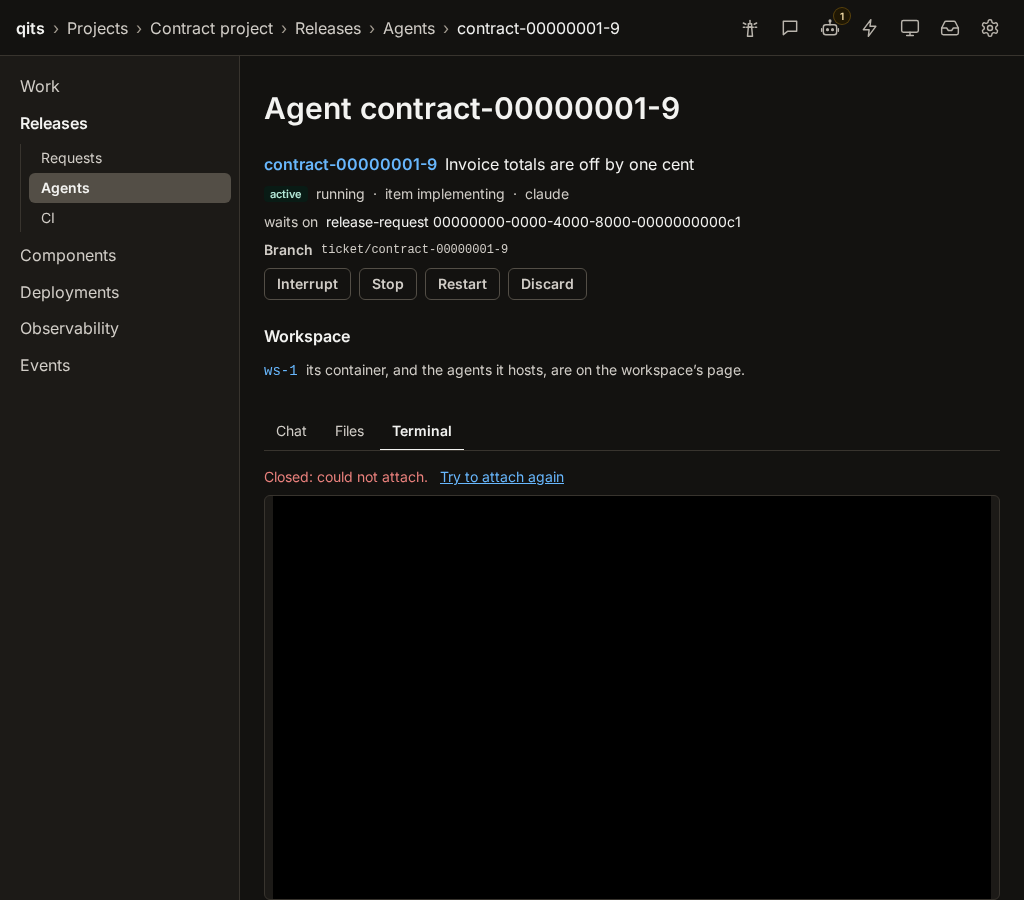 qits › Projects › Contract project › Releases › Agents › contract-00000001-9
1
Work
Releases
Requests
Agents
CI
Components
Deployments
Observability
Events
Agent contract-00000001-9
contract-00000001-9 Invoice totals are off by one cent
active running · item implementing · claude
waits on release-request 00000000-0000-4000-8000-0000000000c1
Branch ticket/contract-00000001-9
Interrupt Stop Restart Discard
Workspace
ws-1 its container, and the agents it hosts, are on the workspace’s page.
Chat Files Terminal
Closed: could not attach. Try to attach again